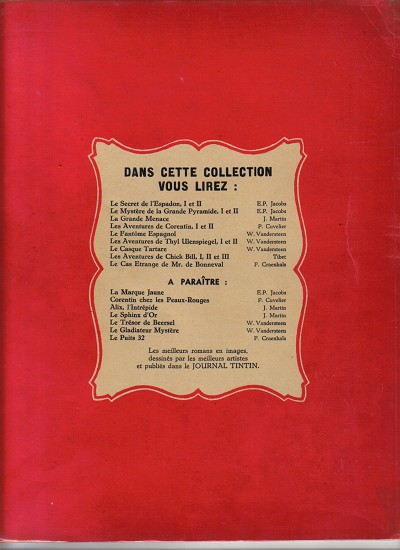 DANS CETTE COLLECTION
VOUS LIREZ :
Le Secret de l'Espadon, I et II E.P. Jacobs
Le Mystère de la Grande Pyramide, I et II E.P. Jacobs
La Grande Menace J. Martin
Les Aventures de Corentin, I et II P. Cuvelier
Le Fantôme Espagnol W. Vandersteen
Les Aventures de Thyl Ulenspiegel, I et II W. Vandersteen
Le Casque Tartare W. Vandersteen
Les Aventures de Chick Bill, I, II et III Tibet
Le Cas Etrange de Mr. de Bonneval F. Craenhals
A PARAÎTRE :
La Marque Jaune E.P. Jacobs
Corentin chez les Peaux-Rouges P. Cuvelier
Alix, l'Intrépide J. Martin
Le Sphinx d'Or J. Martin
Le Trésor de Beersel W. Vandersteen
Le Gladiateur Mystère W. Vandersteen
Le Puits 32 F. Craenhals
Les meilleurs romans en images,
dessinés par les meilleurs artistes
et publiés dans le JOURNAL TINTIN.